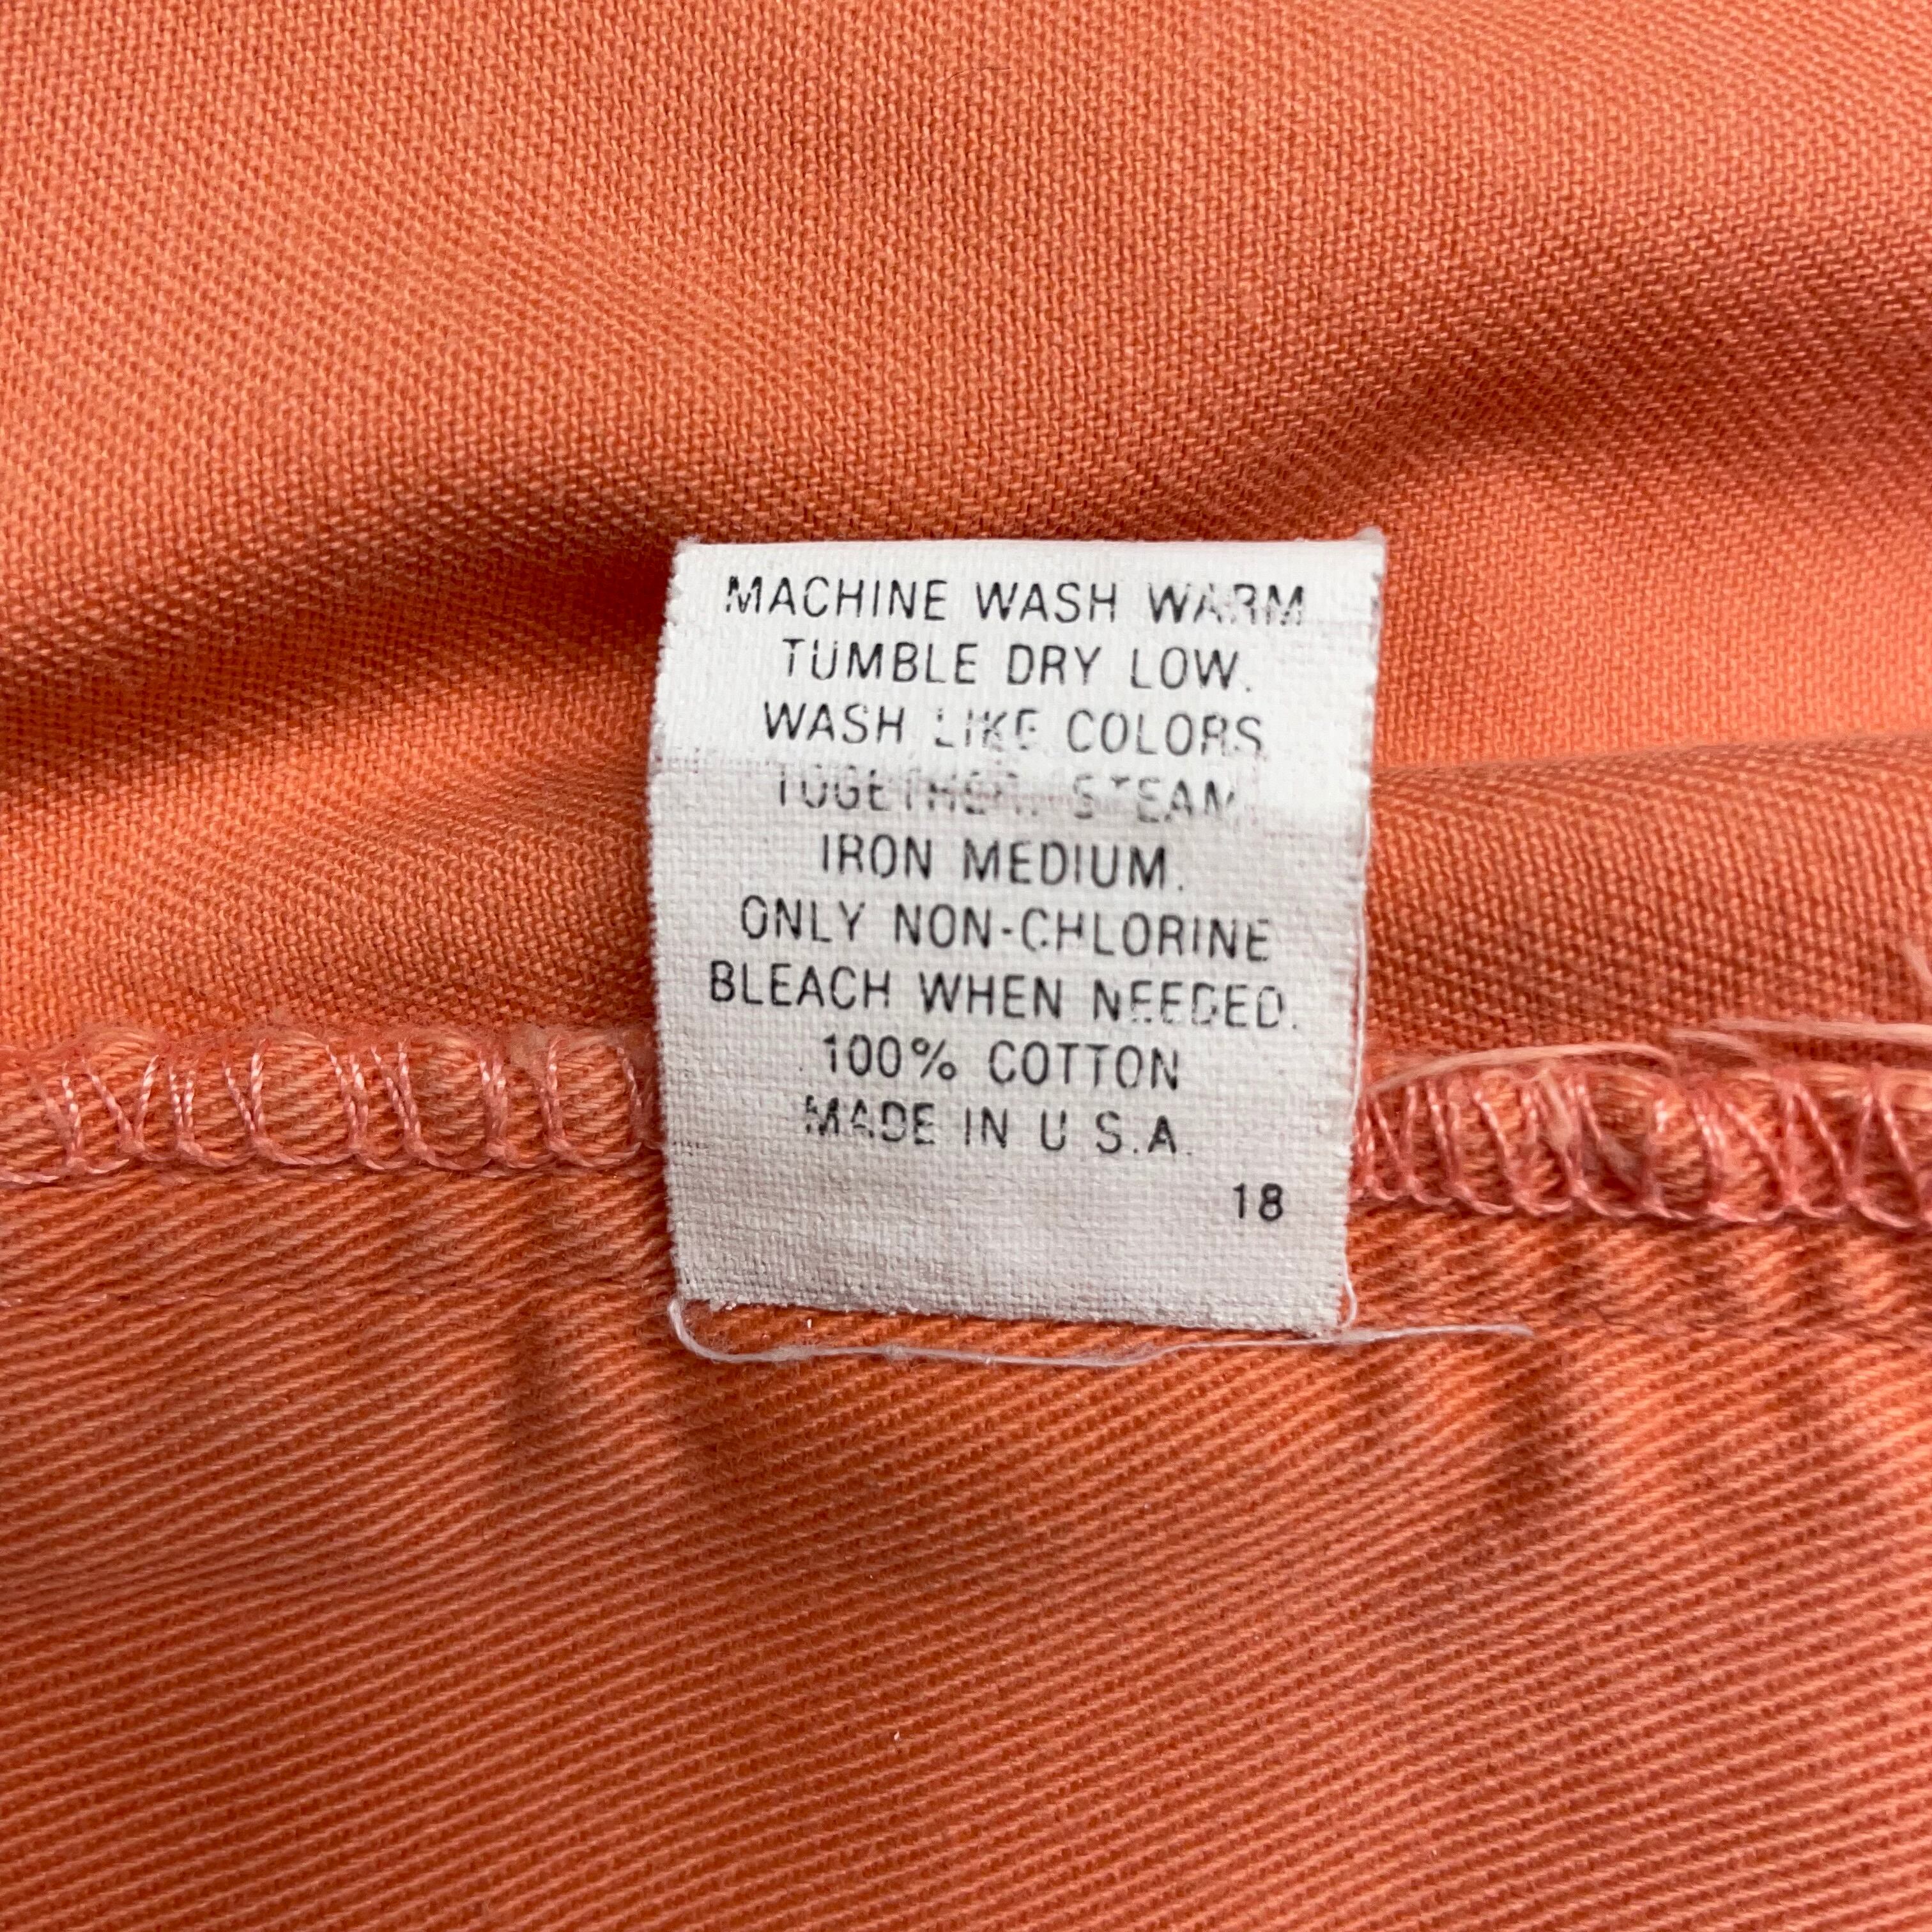 MACHINE WASH WARM
TUMBLE DRY LOW.
WASH LIKE COLORS
TOGETHER. STEAM
IRON MEDIUM.
ONLY NON-CHLORINE
BLEACH WHEN NEEDED.
100% COTTON
MADE IN U.S.A.
18